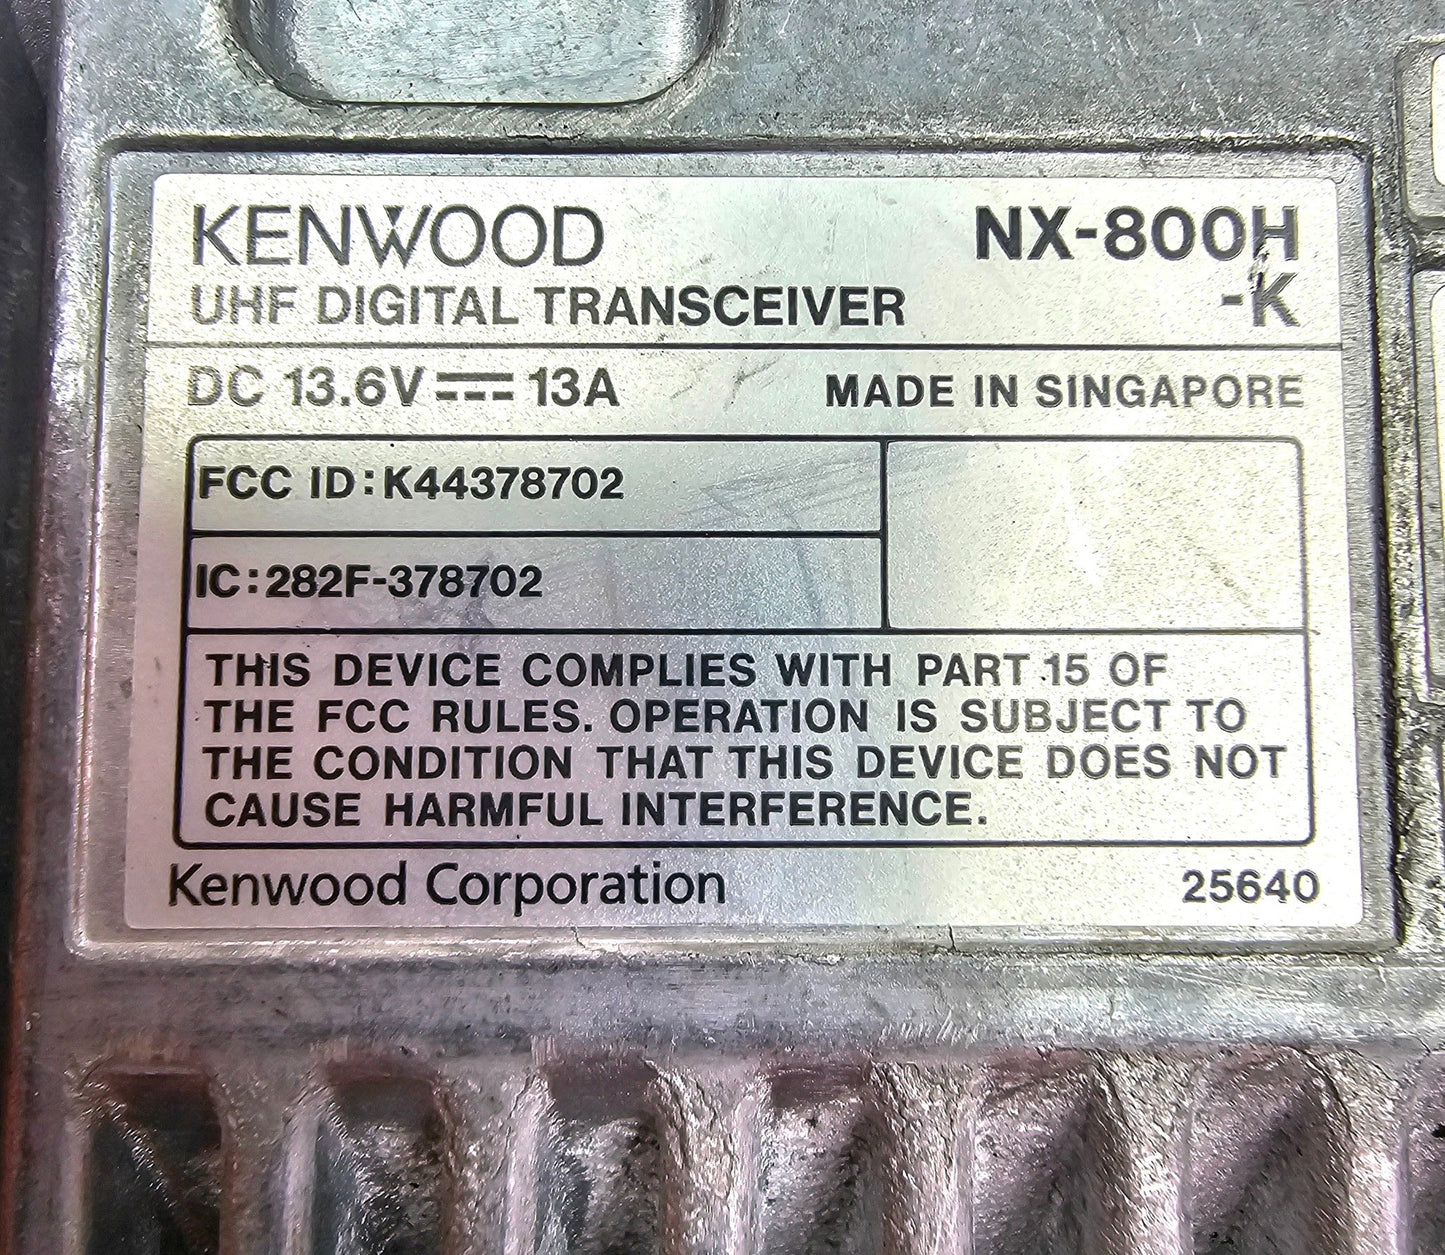 KENWOOD NX-800H
UHF DIGITAL TRANSCEIVER -K
DC 13.6V ⎓ 13A MADE IN SINGAPORE
FCC ID:K44378702
IC:282F-378702
THIS DEVICE COMPLIES WITH PART 15 OF
THE FCC RULES. OPERATION IS SUBJECT TO
THE CONDITION THAT THIS DEVICE DOES NOT
CAUSE HARMFUL INTERFERENCE.
Kenwood Corporation 25640